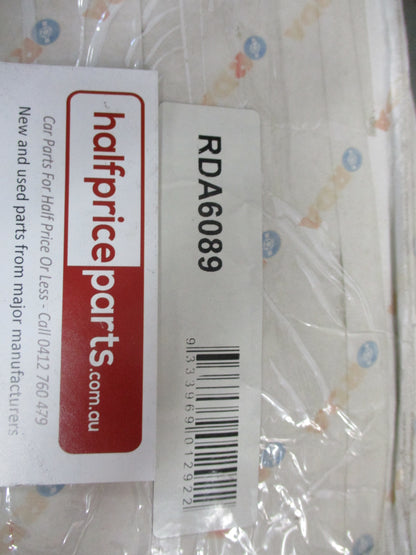 halfpriceparts.com.au
Car Parts For Half Price Or Less - Call 0412 760 479
New and used parts from major manufacturers
RDA6089
9333969012922